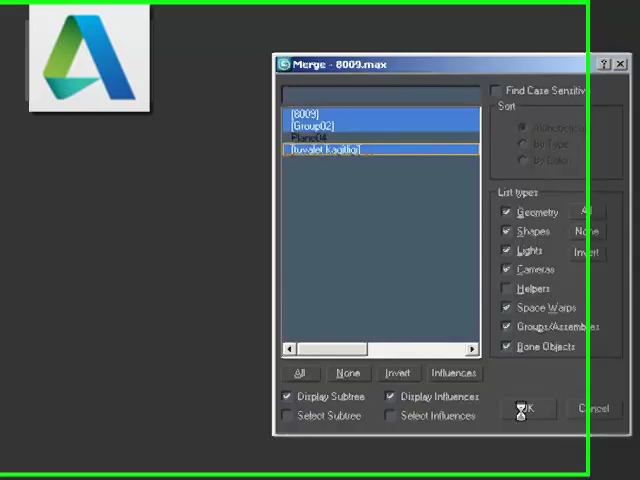 Merge - 8009.max
Find Case Sensitive
Sort
[8009]
[Group02]
Plane04
[tuvalet kagitligi]
Alphabetical
By Type
By Color
List types
Geometry
All
Shapes
None
Lights
Invert
Cameras
Helpers
Space Warps
Groups/Assemblies
Bone Objects
All
None
Invert
Influences
Display Subtree
Display Influences
Select Subtree
Select Influences
OK
Cancel